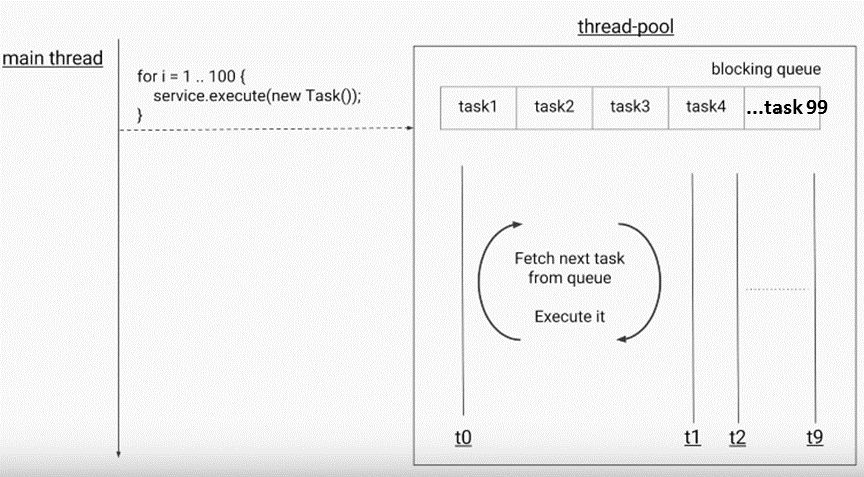 thread-pool
main thread
for i = 1 .. 100 {
service.execute(new Task());
}
blocking queue
task1 task2 task3 task4 ...task 99
Fetch next task
from queue
Execute it
t0 t1 t2 t9